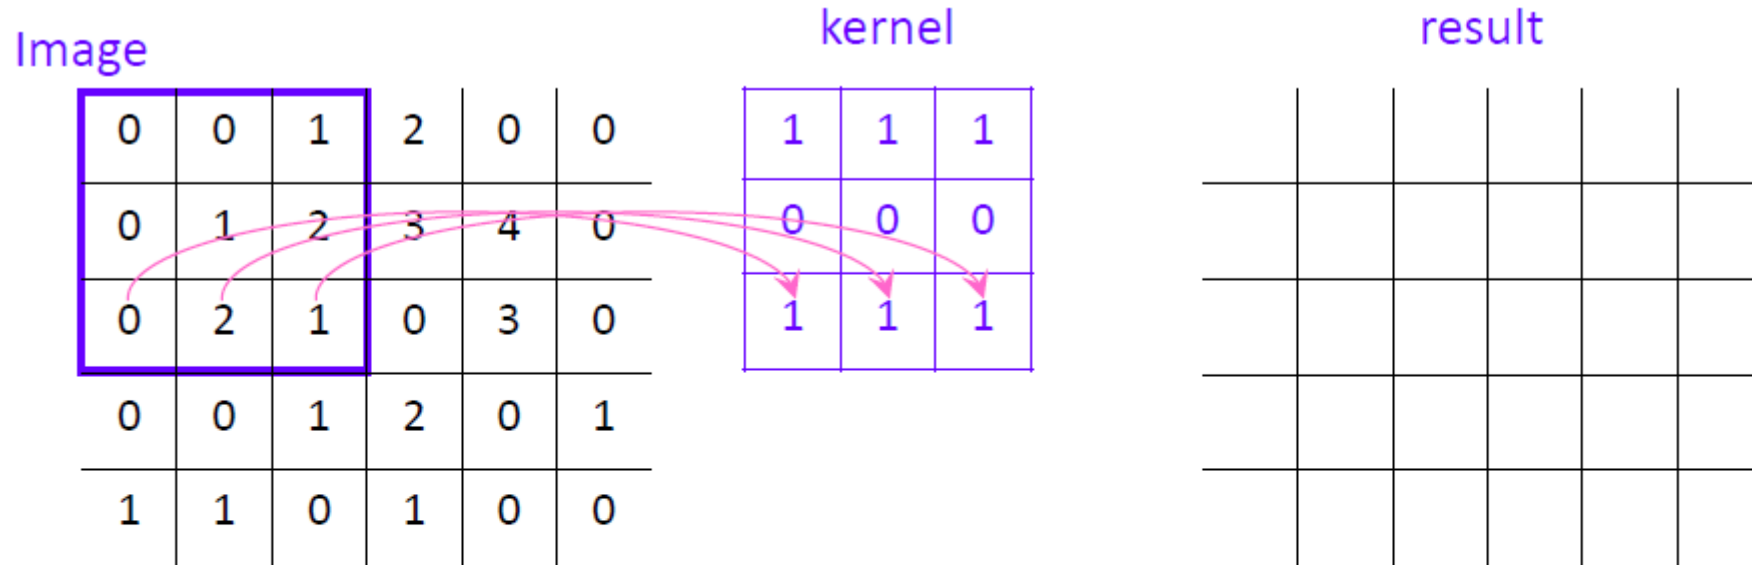 Image kernel result
0 0 1 2 0 0 1 1 1
0 1 2 3 4 0 0 0 0
0 2 1 0 3 0 1 1 1
0 0 1 2 0 1
1 1 0 1 0 0